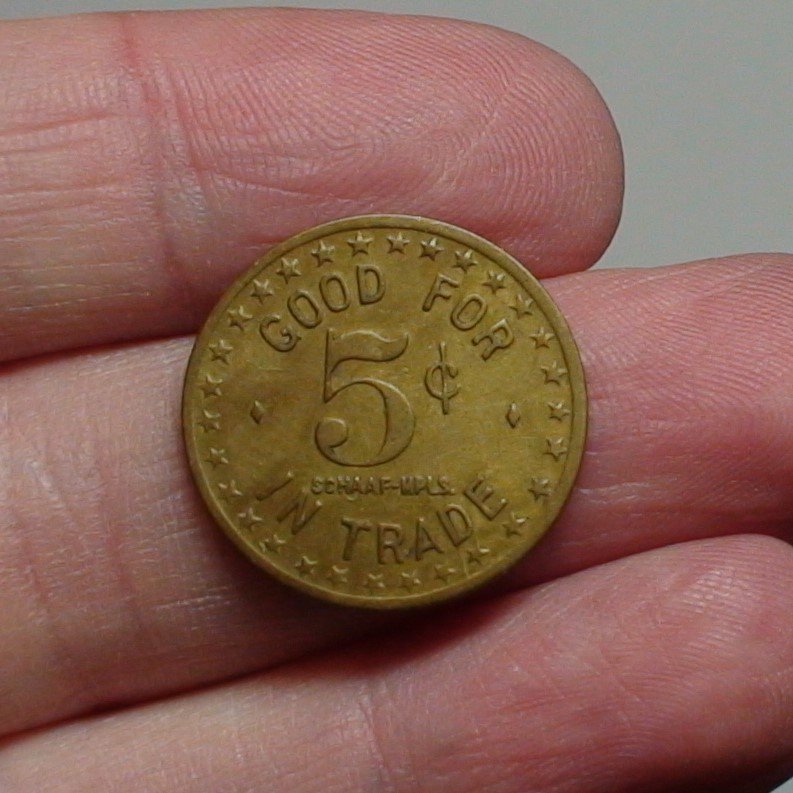 GOOD FOR
5¢
SCHAAF-MPLS.
IN TRADE